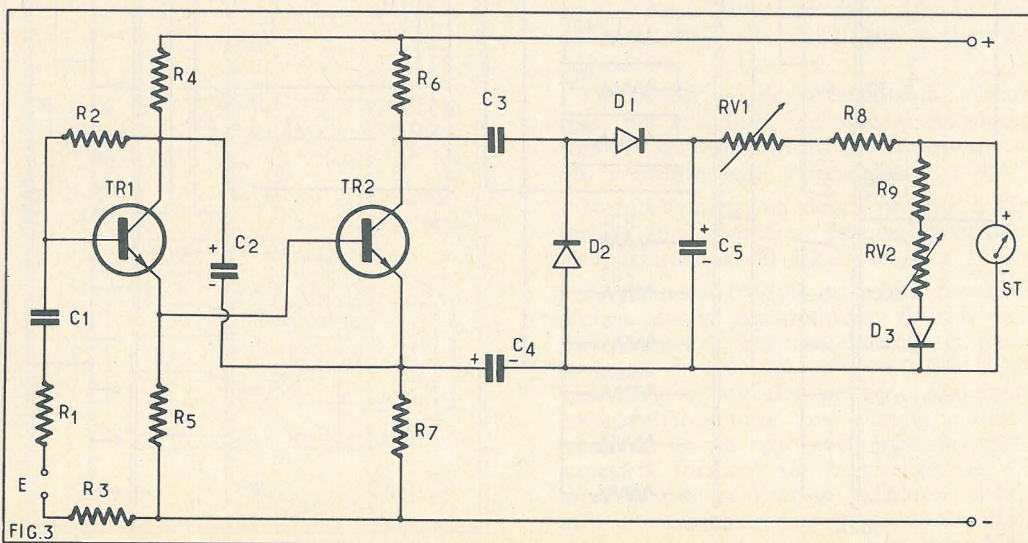 +
R4
R6
C3
D1
RV1
R8
R2
TR1
TR2
R9
+
+
C2
-
D2
+
C5
-
RV2
-
ST
C1
D3
+
C4
-
R1
R5
R7
E
R3
-
FIG.3